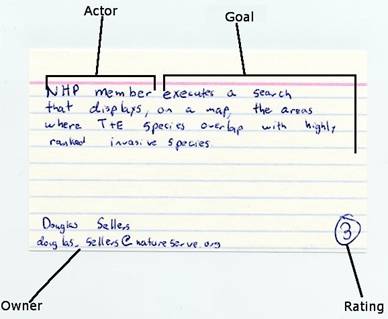 Actor
Goal
NHP member executes a search
that displays, on a map, the areas
where T+E species overlap with highly
ranked invasive species.
Douglas Sellers
douglas_sellers@natureserve.org
3
Owner
Rating